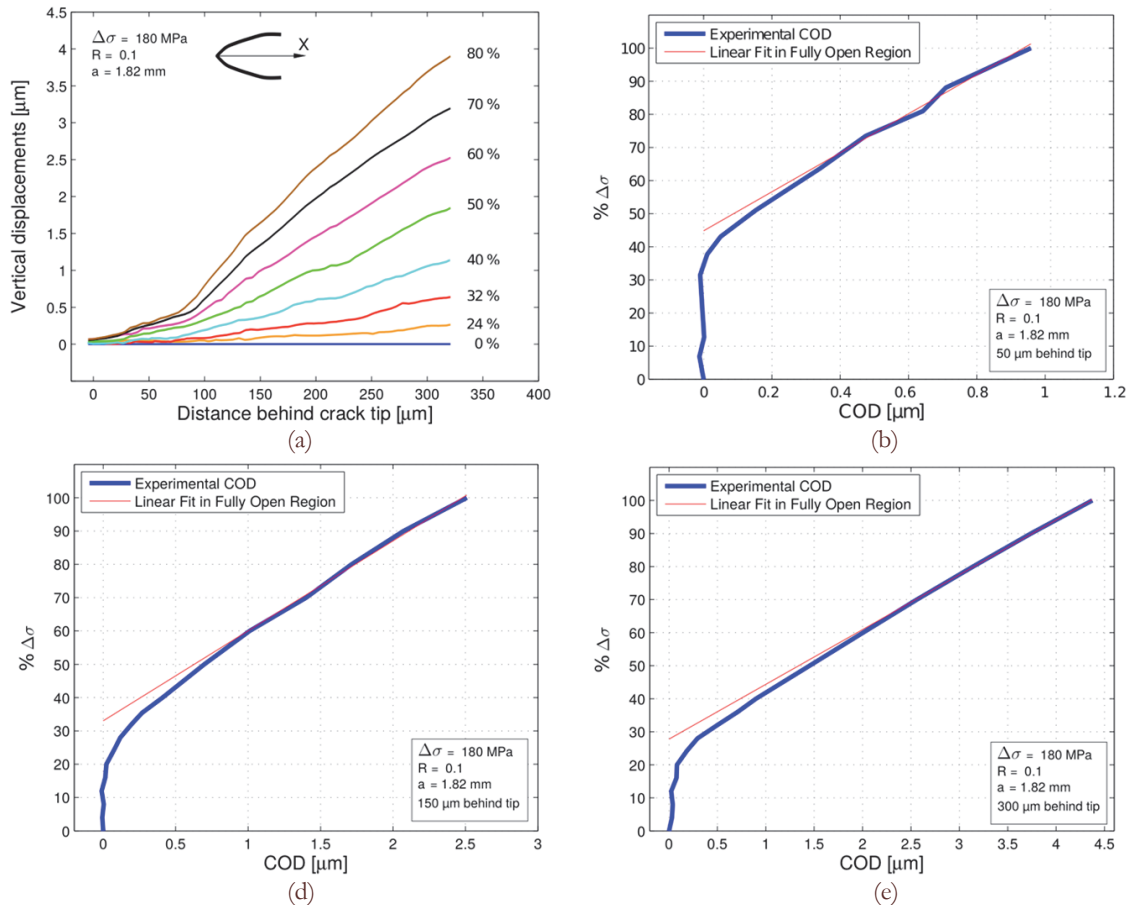 Δσ = 180 MPa
R = 0.1
a = 1.82 mm
X
80 %
70 %
60 %
50 %
40 %
32 %
24 %
0 %
4.5
4
3.5
3
2.5
2
1.5
1
0.5
0
Vertical displacements [µm]
0 50 100 150 200 250 300 350 400
Distance behind crack tip [µm]
(a)
Experimental COD
Linear Fit in Fully Open Region
100
90
80
70
60
50
40
30
20
10
0
% Δσ
Δσ = 180 MPa
R = 0.1
a = 1.82 mm
50 µm behind tip
0 0.2 0.4 0.6 0.8 1 1.2
COD [µm]
(b)
Experimental COD
Linear Fit in Fully Open Region
100
90
80
70
60
50
40
30
20
10
0
% Δσ
Δσ = 180 MPa
R = 0.1
a = 1.82 mm
150 µm behind tip
0 0.5 1 1.5 2 2.5 3
COD [µm]
(d)
Experimental COD
Linear Fit in Fully Open Region
100
90
80
70
60
50
40
30
20
10
0
% Δσ
Δσ = 180 MPa
R = 0.1
a = 1.82 mm
300 µm behind tip
0 0.5 1 1.5 2 2.5 3 3.5 4 4.5
COD [µm]
(e)